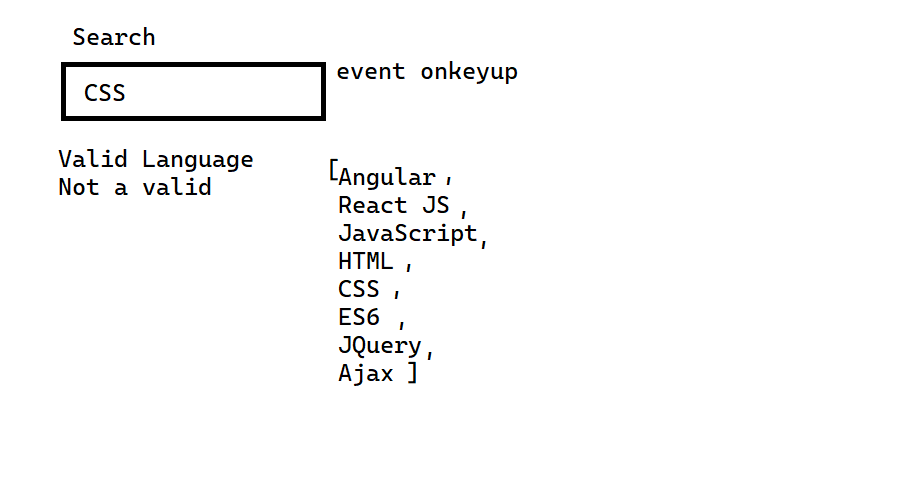 Search
CSS
event onkeyup
Valid Language
Not a valid
[Angular ,
React JS ,
JavaScript,
HTML ,
CSS ,
ES6 ,
JQuery,
Ajax ]